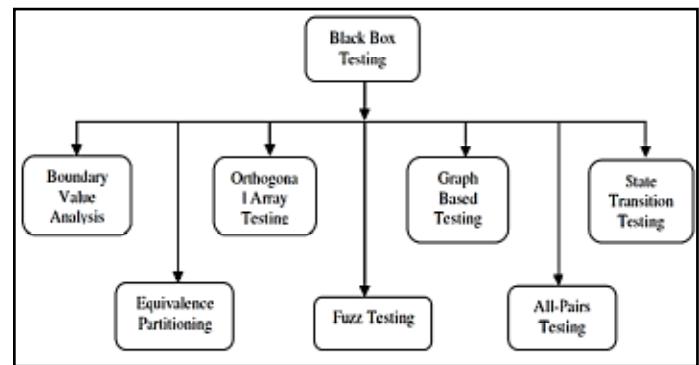 Black Box
Testing
Boundary
Value
Analysis
Orthogona
l Array
Testing
Graph
Based
Testing
State
Transition
Testing
Equivalence
Partitioning
Fuzz Testing
All-Pairs
Testing